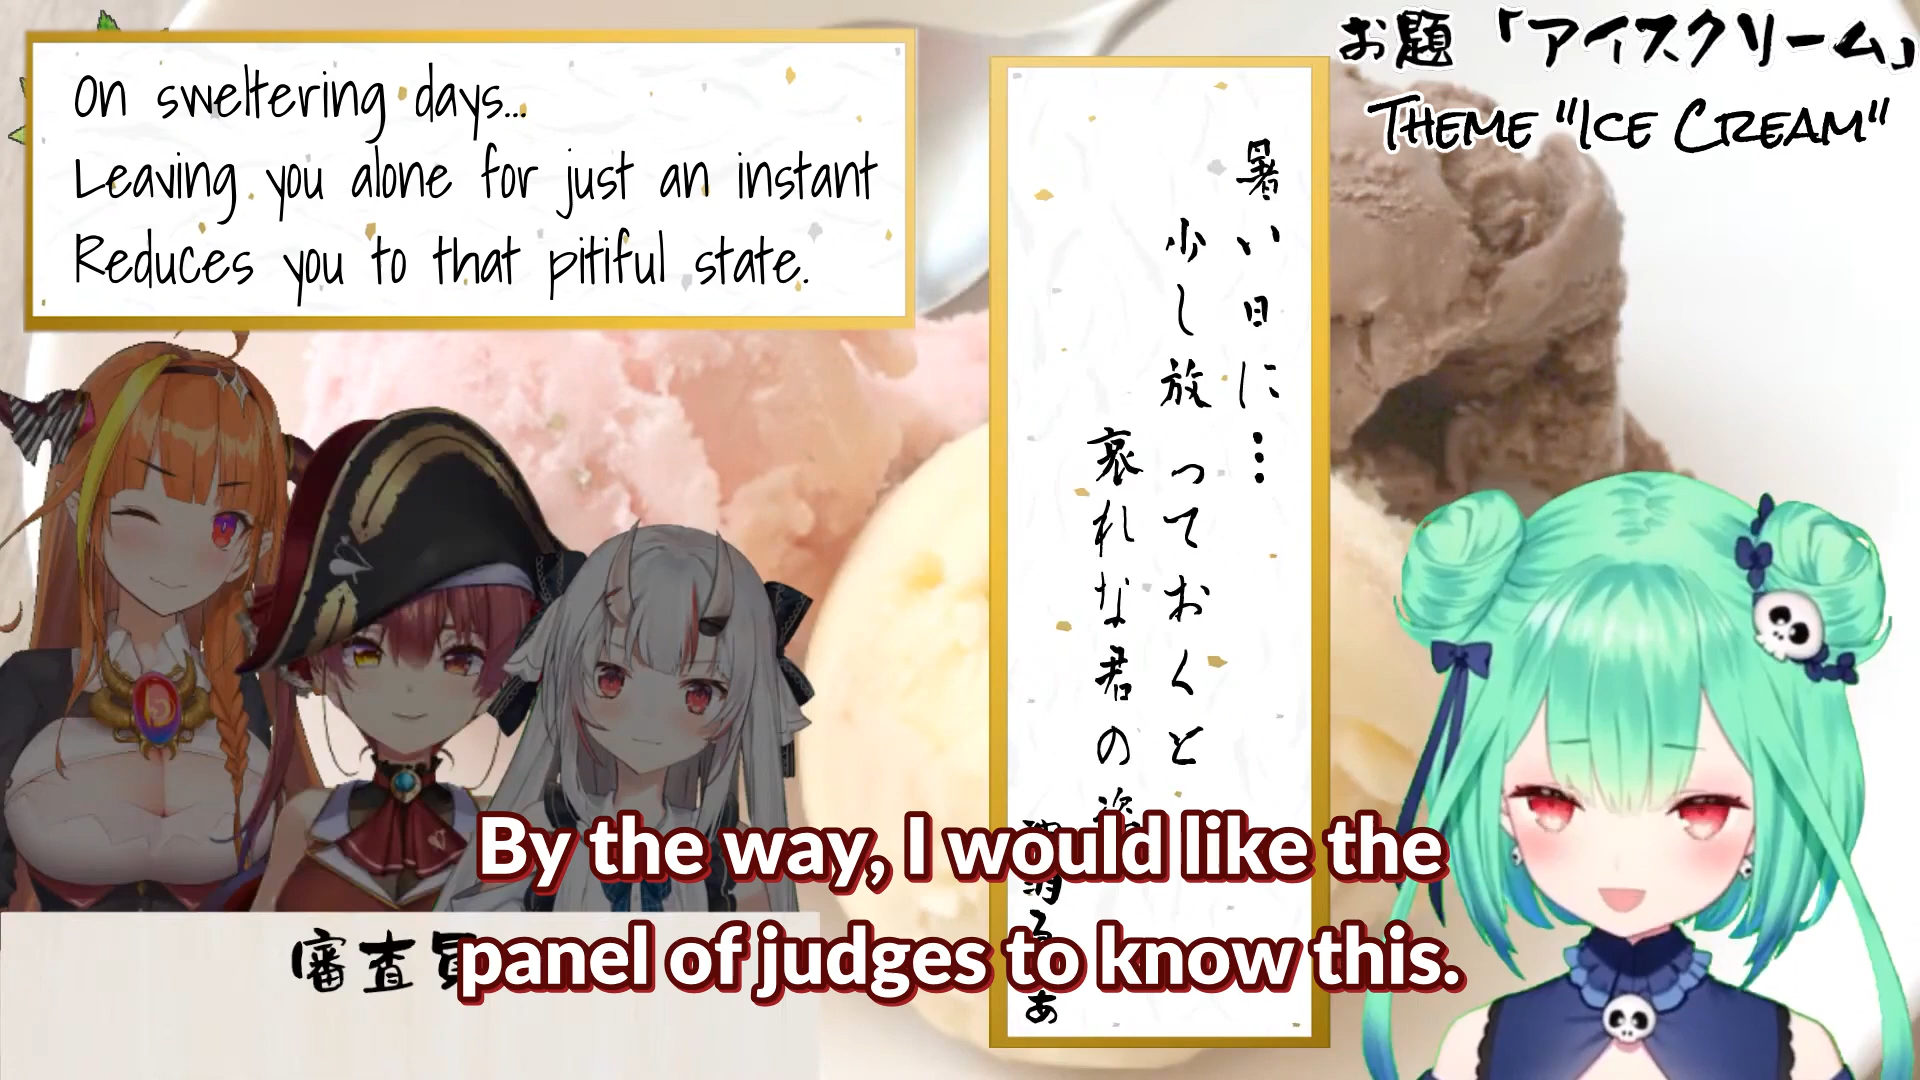 お題「アイスクリーム」
THEME "ICE CREAM"
On sweltering days...
Leaving you alone for just an instant
Reduces you to that pitiful state.
暑い日に…
少し放っておくと
哀れな君の姿
By the way, I would like the
panel of judges to know this.
審査員